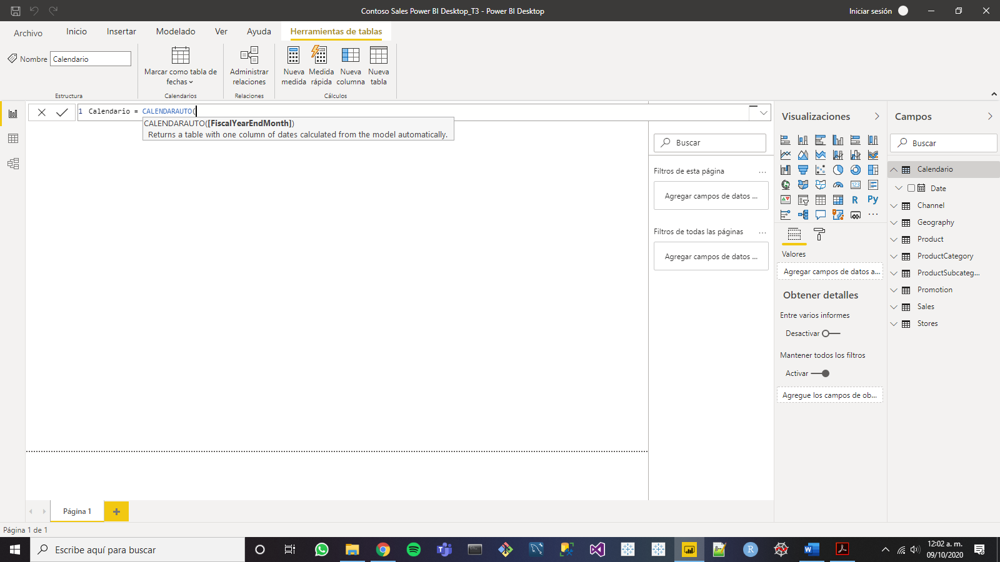 Contoso Sales Power BI Desktop_T3 - Power BI Desktop
Iniciar sesión
Archivo
Inicio
Insertar
Modelado
Ver
Ayuda
Herramientas de tablas
Nombre
Calendario
Marcar como tabla de
fechas
Administrar
relaciones
Nueva
medida
Medida
rápida
Nueva
columna
Nueva
tabla
Estructura
Calendarios
Relaciones
Cálculos
1 Calendario = CALENDARAUTO(
CALENDARAUTO([FiscalYearEndMonth])
Returns a table with one column of dates calculated from the model automatically.
Buscar
Filtros de esta página
...
Agregar campos de datos ...
Filtros de todas las páginas
...
Agregar campos de datos ...
Visualizaciones
123
R
Py
...
Valores
Agregar campos de datos a...
Obtener detalles
Entre varios informes
Desactivar
Mantener todos los filtros
Activar
Agregue los campos de ob...
Campos
Buscar
Calendario
Date
Channel
Geography
Product
ProductCategory
ProductSubcateg...
Promotion
Sales
Stores
Página 1
+
Página 1 de 1
Escribe aquí para buscar
R
12:02 a. m.
09/10/2020